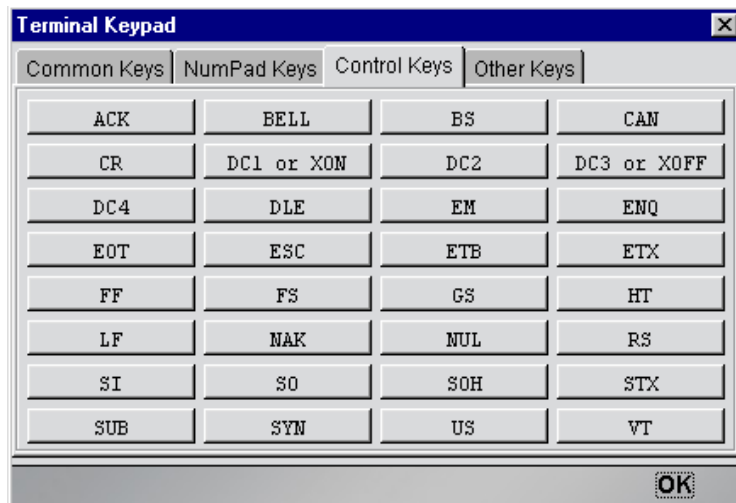 Terminal Keypad
Common Keys NumPad Keys Control Keys Other Keys
ACK BELL BS CAN
CR DC1 or XON DC2 DC3 or XOFF
DC4 DLE EM ENQ
EOT ESC ETB ETX
FF FS GS HT
LF NAK NUL RS
SI SO SOH STX
SUB SYN US VT
OK